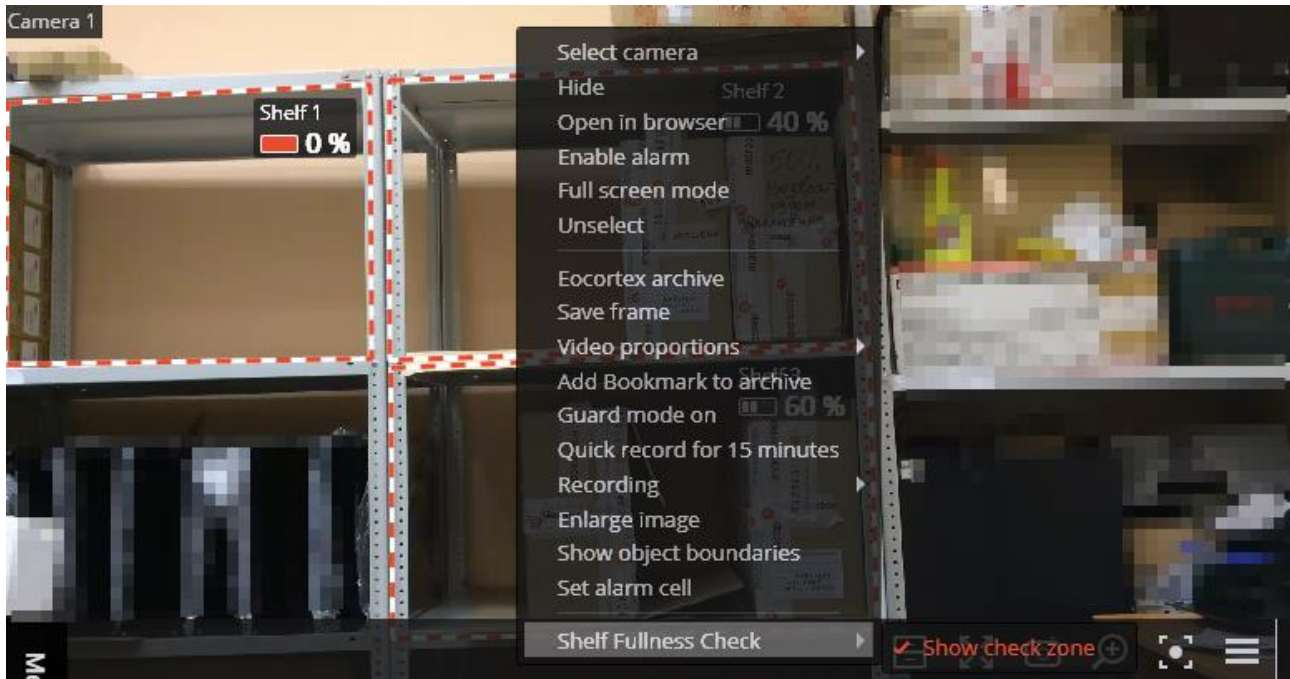 Camera 1
Shelf 1
0 %
Select camera
Hide
Shelf 2
Open in browser
40 %
Enable alarm
Full screen mode
Unselect
Eocortex archive
Save frame
Video proportions
Add Bookmark to archive
Shelf 3
Guard mode on
60 %
Quick record for 15 minutes
Recording
Enlarge image
Show object boundaries
Set alarm cell
Shelf Fullness Check
Show check zone